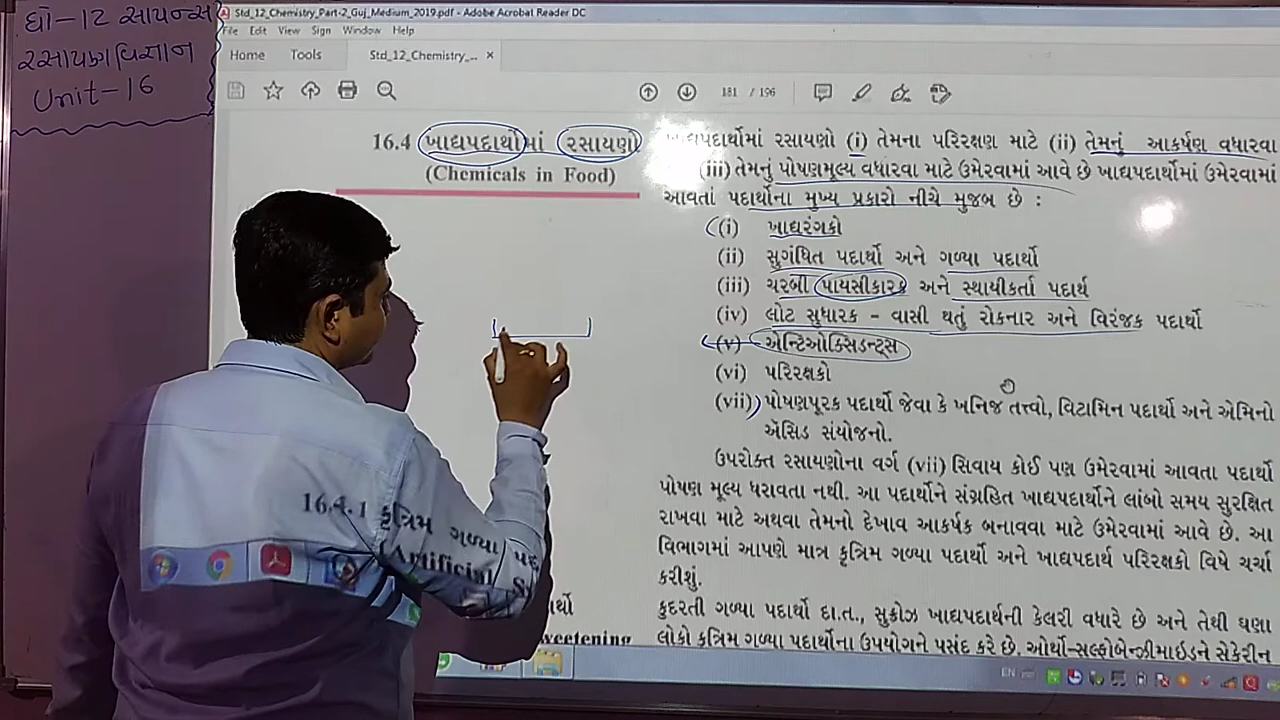 ધો-12 સાયન્સ
રસાયણવિજ્ઞાન
Unit-16
Std_12_Chemistry_Part-2_Guj_Medium_2019.pdf - Adobe Acrobat Reader DC
File Edit View Sign Window Help
Home Tools Std_12_Chemistry_... ×
181 / 196
16.4 ખાદ્યપદાર્થોમાં રસાયણો
(Chemicals in Food)
ખાદ્યપદાર્થોમાં રસાયણો (i) તેમના પરિરક્ષણ માટે (ii) તેમનું આકર્ષણ વધારવા
(iii) તેમનું પોષણમૂલ્ય વધારવા માટે ઉમેરવામાં આવે છે ખાદ્યપદાર્થોમાં ઉમેરવામાં
આવતાં પદાર્થોના મુખ્ય પ્રકારો નીચે મુજબ છે :
(i) ખાદ્યરંગકો
(ii) સુગંધિત પદાર્થો અને ગળ્યા પદાર્થો
(iii) ચરબી પાયસીકારક અને સ્થાયીકર્તા પદાર્થ
(iv) લોટ સુધારક - વાસી થતું રોકનાર અને વિરંજક પદાર્થો
(v) ઍન્ટિઑક્સિડન્ટ્સ
(vi) પરિરક્ષકો
(vii) પોષણપૂરક પદાર્થો જેવા કે ખનિજ તત્ત્વો, વિટામિન પદાર્થો અને એમિનો
ઍસિડ સંયોજનો.
ઉપરોક્ત રસાયણોના વર્ગ (vii) સિવાય કોઈ પણ ઉમેરવામાં આવતા પદાર્થો
પોષણ મૂલ્ય ધરાવતા નથી. આ પદાર્થોને સંગ્રહિત ખાદ્યપદાર્થોને લાંબો સમય સુરક્ષિત
રાખવા માટે અથવા તેમનો દેખાવ આકર્ષક બનાવવા માટે ઉમેરવામાં આવે છે. આ
વિભાગમાં આપણે માત્ર કૃત્રિમ ગળ્યા પદાર્થો અને ખાદ્યપદાર્થ પરિરક્ષકો વિષે ચર્ચા
કરીશું.
16.4.1 કૃત્રિમ ગળ્યા
(Artificial
weetening
કુદરતી ગળ્યા પદાર્થો દા.ત., સુક્રોઝ ખાદ્યપદાર્થની કેલરી વધારે છે અને તેથી ઘણા
લોકો કૃત્રિમ ગળ્યા પદાર્થોના ઉપયોગને પસંદ કરે છે. ઓર્થો-સલ્ફોબેન્ઝીમાઇડને સેકેરીન
EN